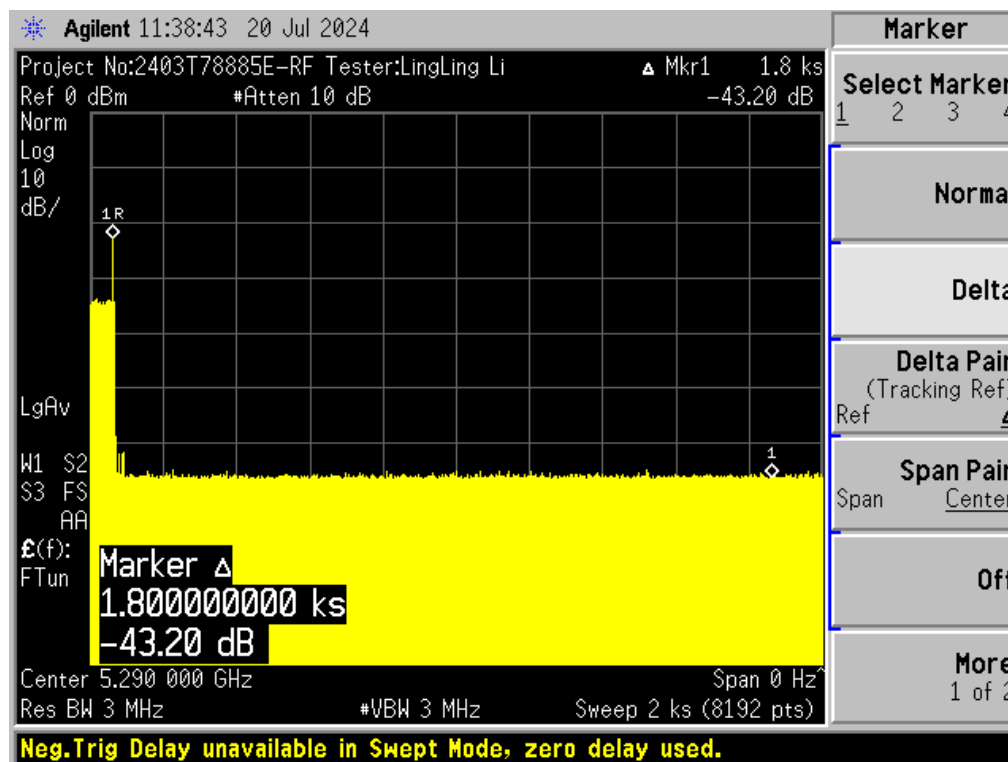 Agilent 11:38:43 20 Jul 2024
Marker
Project No:2403T78885E-RF Tester:LingLing Li
Δ Mkr1 1.8 ks
Ref 0 dBm #Atten 10 dB -43.20 dB
Select Marker
1 2 3 4
Norm
Log
10
dB/
1R
Norma
Delta
Delta Pair
(Tracking Ref)
Ref Δ
LgAv
1
W1 S2
S3 FS
AA
Span Pair
Span Center
£(f):
FTun
Marker Δ
1.800000000 ks
-43.20 dB
Off
Center 5.290 000 GHz Span 0 Hz^
Res BW 3 MHz #VBW 3 MHz Sweep 2 ks (8192 pts)
More
1 of 2
Neg.Trig Delay unavailable in Swept Mode, zero delay used.